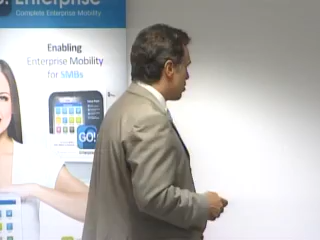 Enterprise
Complete Enterprise Mobility
Enabling
Enterprise Mobility
for SMBs
GO!